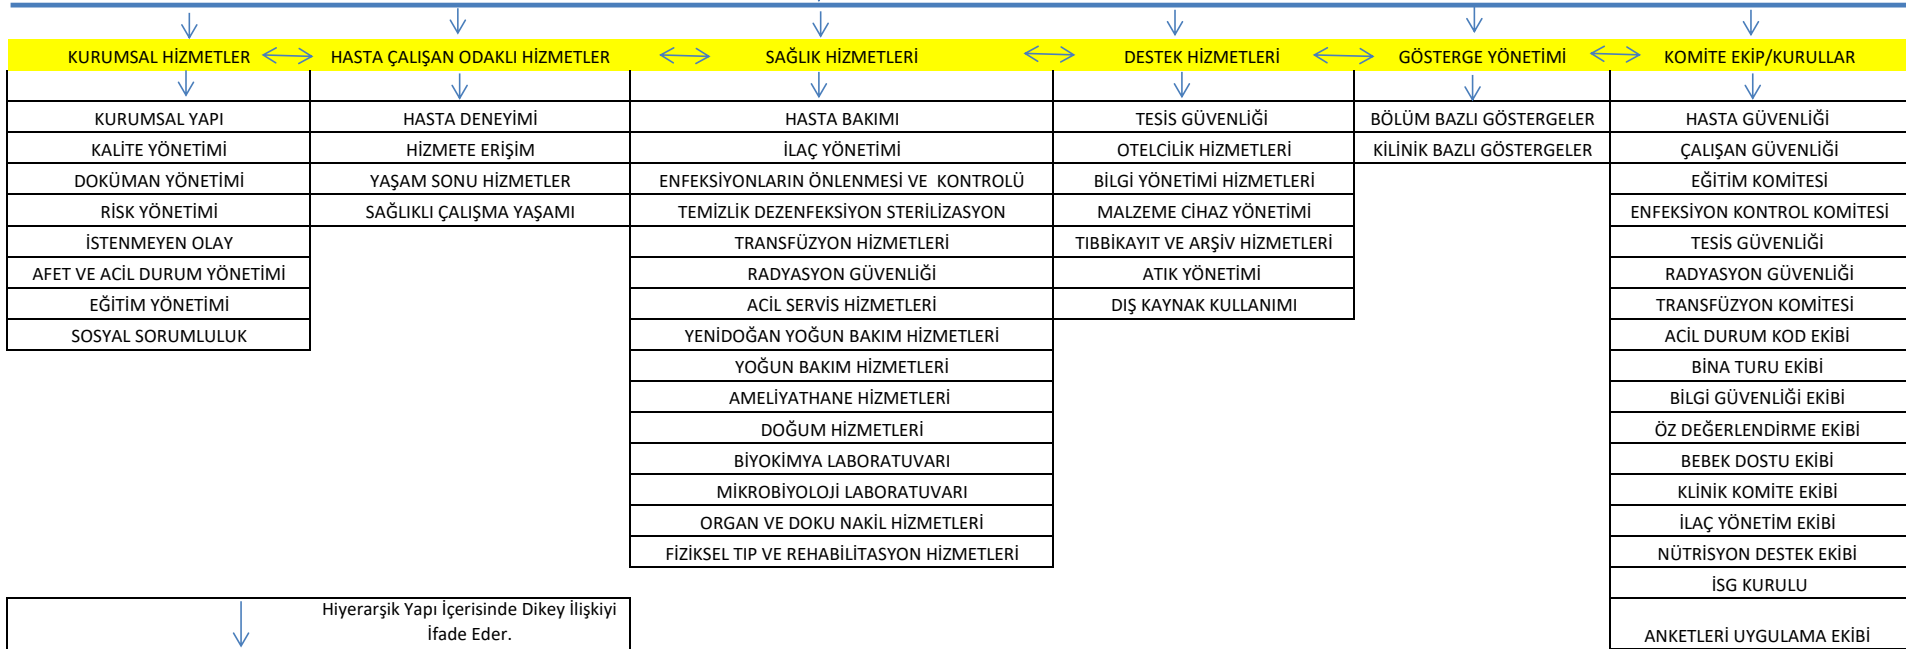 KURUMSAL HİZMETLER
HASTA ÇALIŞAN ODAKLI HİZMETLER
SAĞLIK HİZMETLERİ
DESTEK HİZMETLERİ
GÖSTERGE YÖNETİMİ
KOMİTE EKİP/KURULLAR
KURUMSAL YAPI
KALİTE YÖNETİMİ
DOKÜMAN YÖNETİMİ
RİSK YÖNETİMİ
İSTENMEYEN OLAY
AFET VE ACİL DURUM YÖNETİMİ
EĞİTİM YÖNETİMİ
SOSYAL SORUMLULUK
HASTA DENEYİMİ
HİZMETE ERİŞİM
YAŞAM SONU HİZMETLER
SAĞLIKLI ÇALIŞMA YAŞAMI
HASTA BAKIMI
İLAÇ YÖNETİMİ
ENFEKSİYONLARIN ÖNLENMESİ VE  KONTROLÜ
TEMİZLİK DEZENFEKSİYON STERİLİZASYON
TRANSFÜZYON HİZMETLERİ
RADYASYON GÜVENLİĞİ
ACİL SERVİS HİZMETLERİ
YENİDOĞAN YOĞUN BAKIM HİZMETLERİ
YOĞUN BAKIM HİZMETLERİ
AMELİYATHANE HİZMETLERİ
DOĞUM HİZMETLERİ
BİYOKİMYA LABORATUVARI
MİKROBİYOLOJİ LABORATUVARI
ORGAN VE DOKU NAKİL HİZMETLERİ
FİZİKSEL TIP VE REHABİLİTASYON HİZMETLERİ
TESİS GÜVENLİĞİ
OTELCİLİK HİZMETLERİ
BİLGİ YÖNETİMİ HİZMETLERİ
MALZEME CİHAZ YÖNETİMİ
TIBBİKAYIT VE ARŞİV HİZMETLERİ
ATIK YÖNETİMİ
DIŞ KAYNAK KULLANIMI
BÖLÜM BAZLI GÖSTERGELER
KİLİNİK BAZLI GÖSTERGELER
HASTA GÜVENLİĞİ
ÇALIŞAN GÜVENLİĞİ
EĞİTİM KOMİTESİ
ENFEKSİYON KONTROL KOMİTESİ
TESİS GÜVENLİĞİ
RADYASYON GÜVENLİĞİ
TRANSFÜZYON KOMİTESİ
ACİL DURUM KOD EKİBİ
BİNA TURU EKİBİ
BİLGİ GÜVENLİĞİ EKİBİ
ÖZ DEĞERLENDİRME EKİBİ
BEBEK DOSTU EKİBİ
KLİNİK KOMİTE EKİBİ
İLAÇ YÖNETİM EKİBİ
NÜTRİSYON DESTEK EKİBİ
İSG KURULU
ANKETLERİ UYGULAMA EKİBİ
Hiyerarşik Yapı İçerisinde Dikey İlişkiyi
İfade Eder.